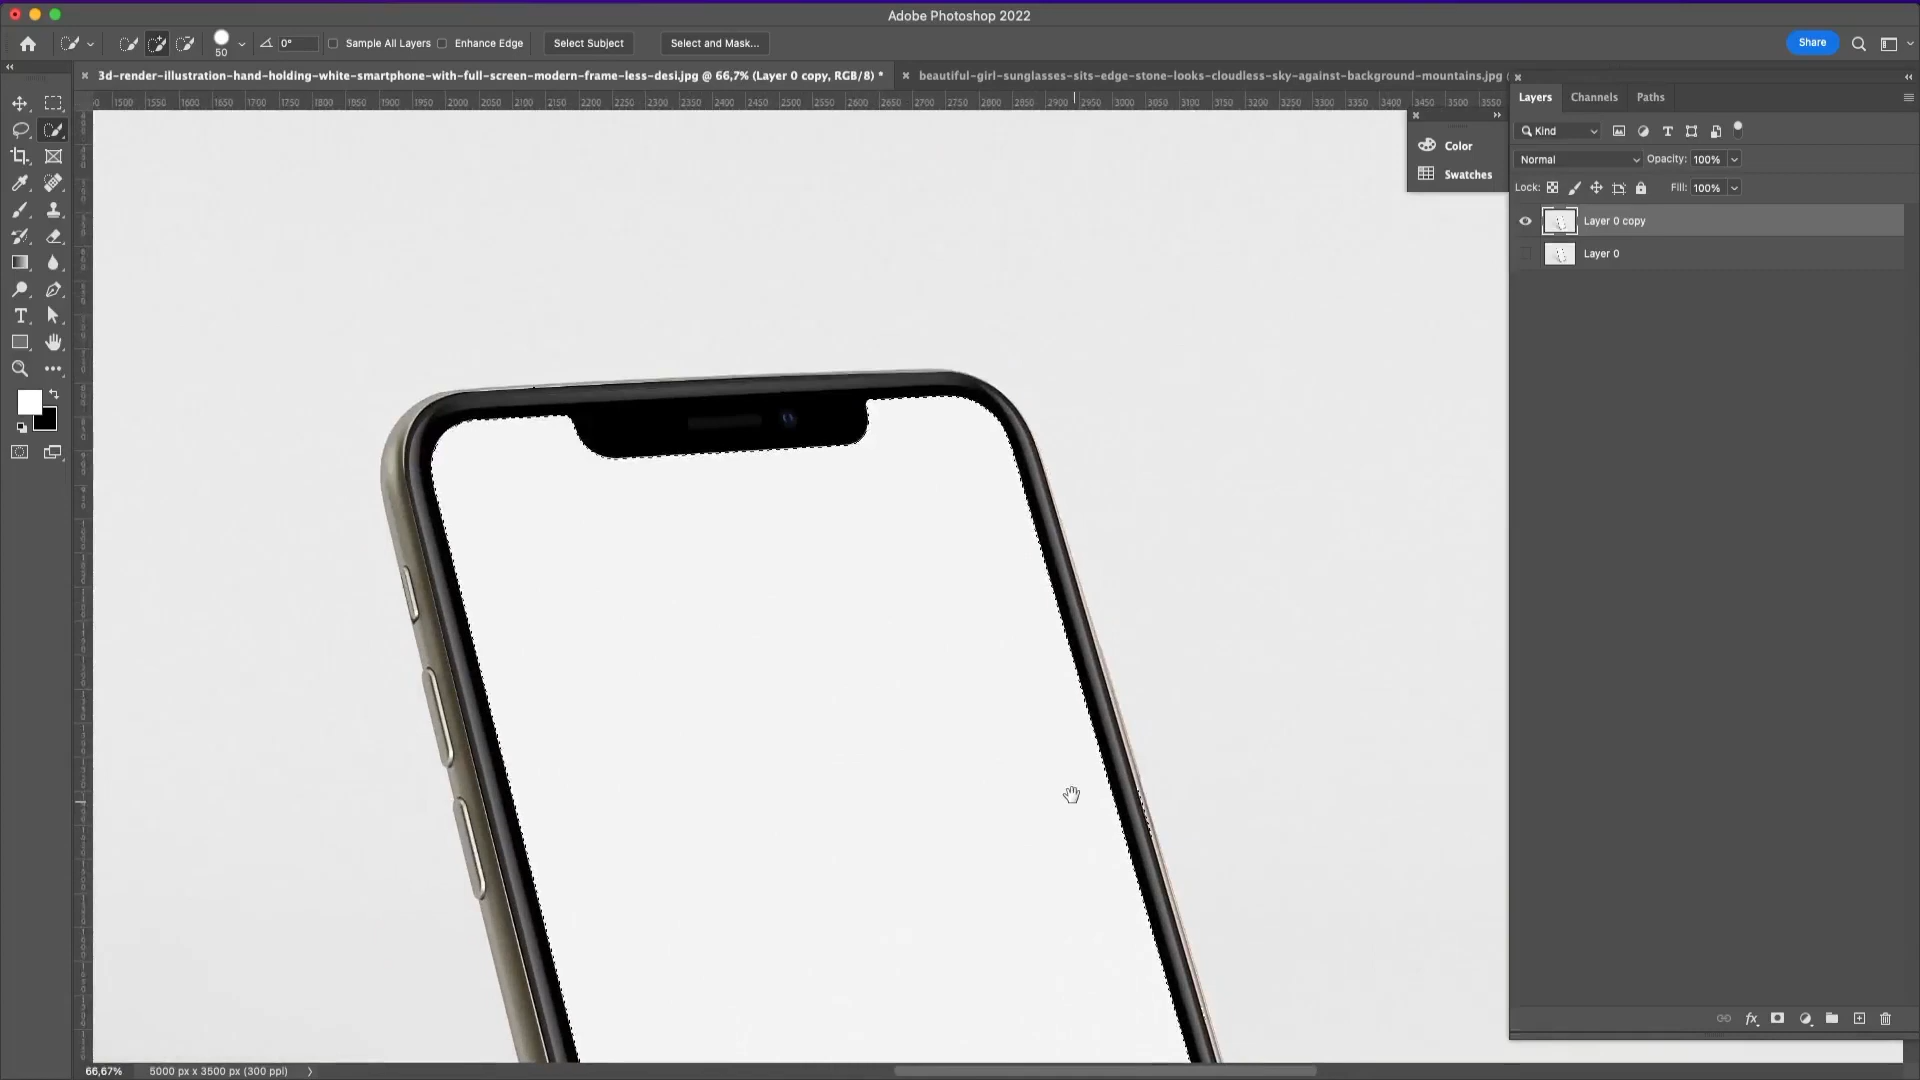 Adobe Photoshop 2022
50
0°
Sample All Layers
Enhance Edge
Select Subject
Select and Mask...
Share
3d-render-illustration-hand-holding-white-smartphone-with-full-screen-modern-frame-less-desi.jpg @ 66,7% (Layer 0 copy, RGB/8) *
beautiful-girl-sunglasses-sits-edge-stone-looks-cloudless-sky-against-background-mountains.jpg
1500 1550 1600 1650 1700 1750 1800 1850 1900 1950 2000 2050 2100 2150 2200 2250 2300 2350 2400 2450 2500 2550 2600 2650 2700 2750 2800 2850 2900 2950 3000 3050 3100 3150 3200 3250 3300 3350 3400 3450 3500 3550
Layers
Channels
Paths
Kind
Color
Swatches
Normal
Opacity: 100%
Lock:
Fill: 100%
Layer 0 copy
Layer 0
fx
66,67%
5000 px x 3500 px (300 ppi)